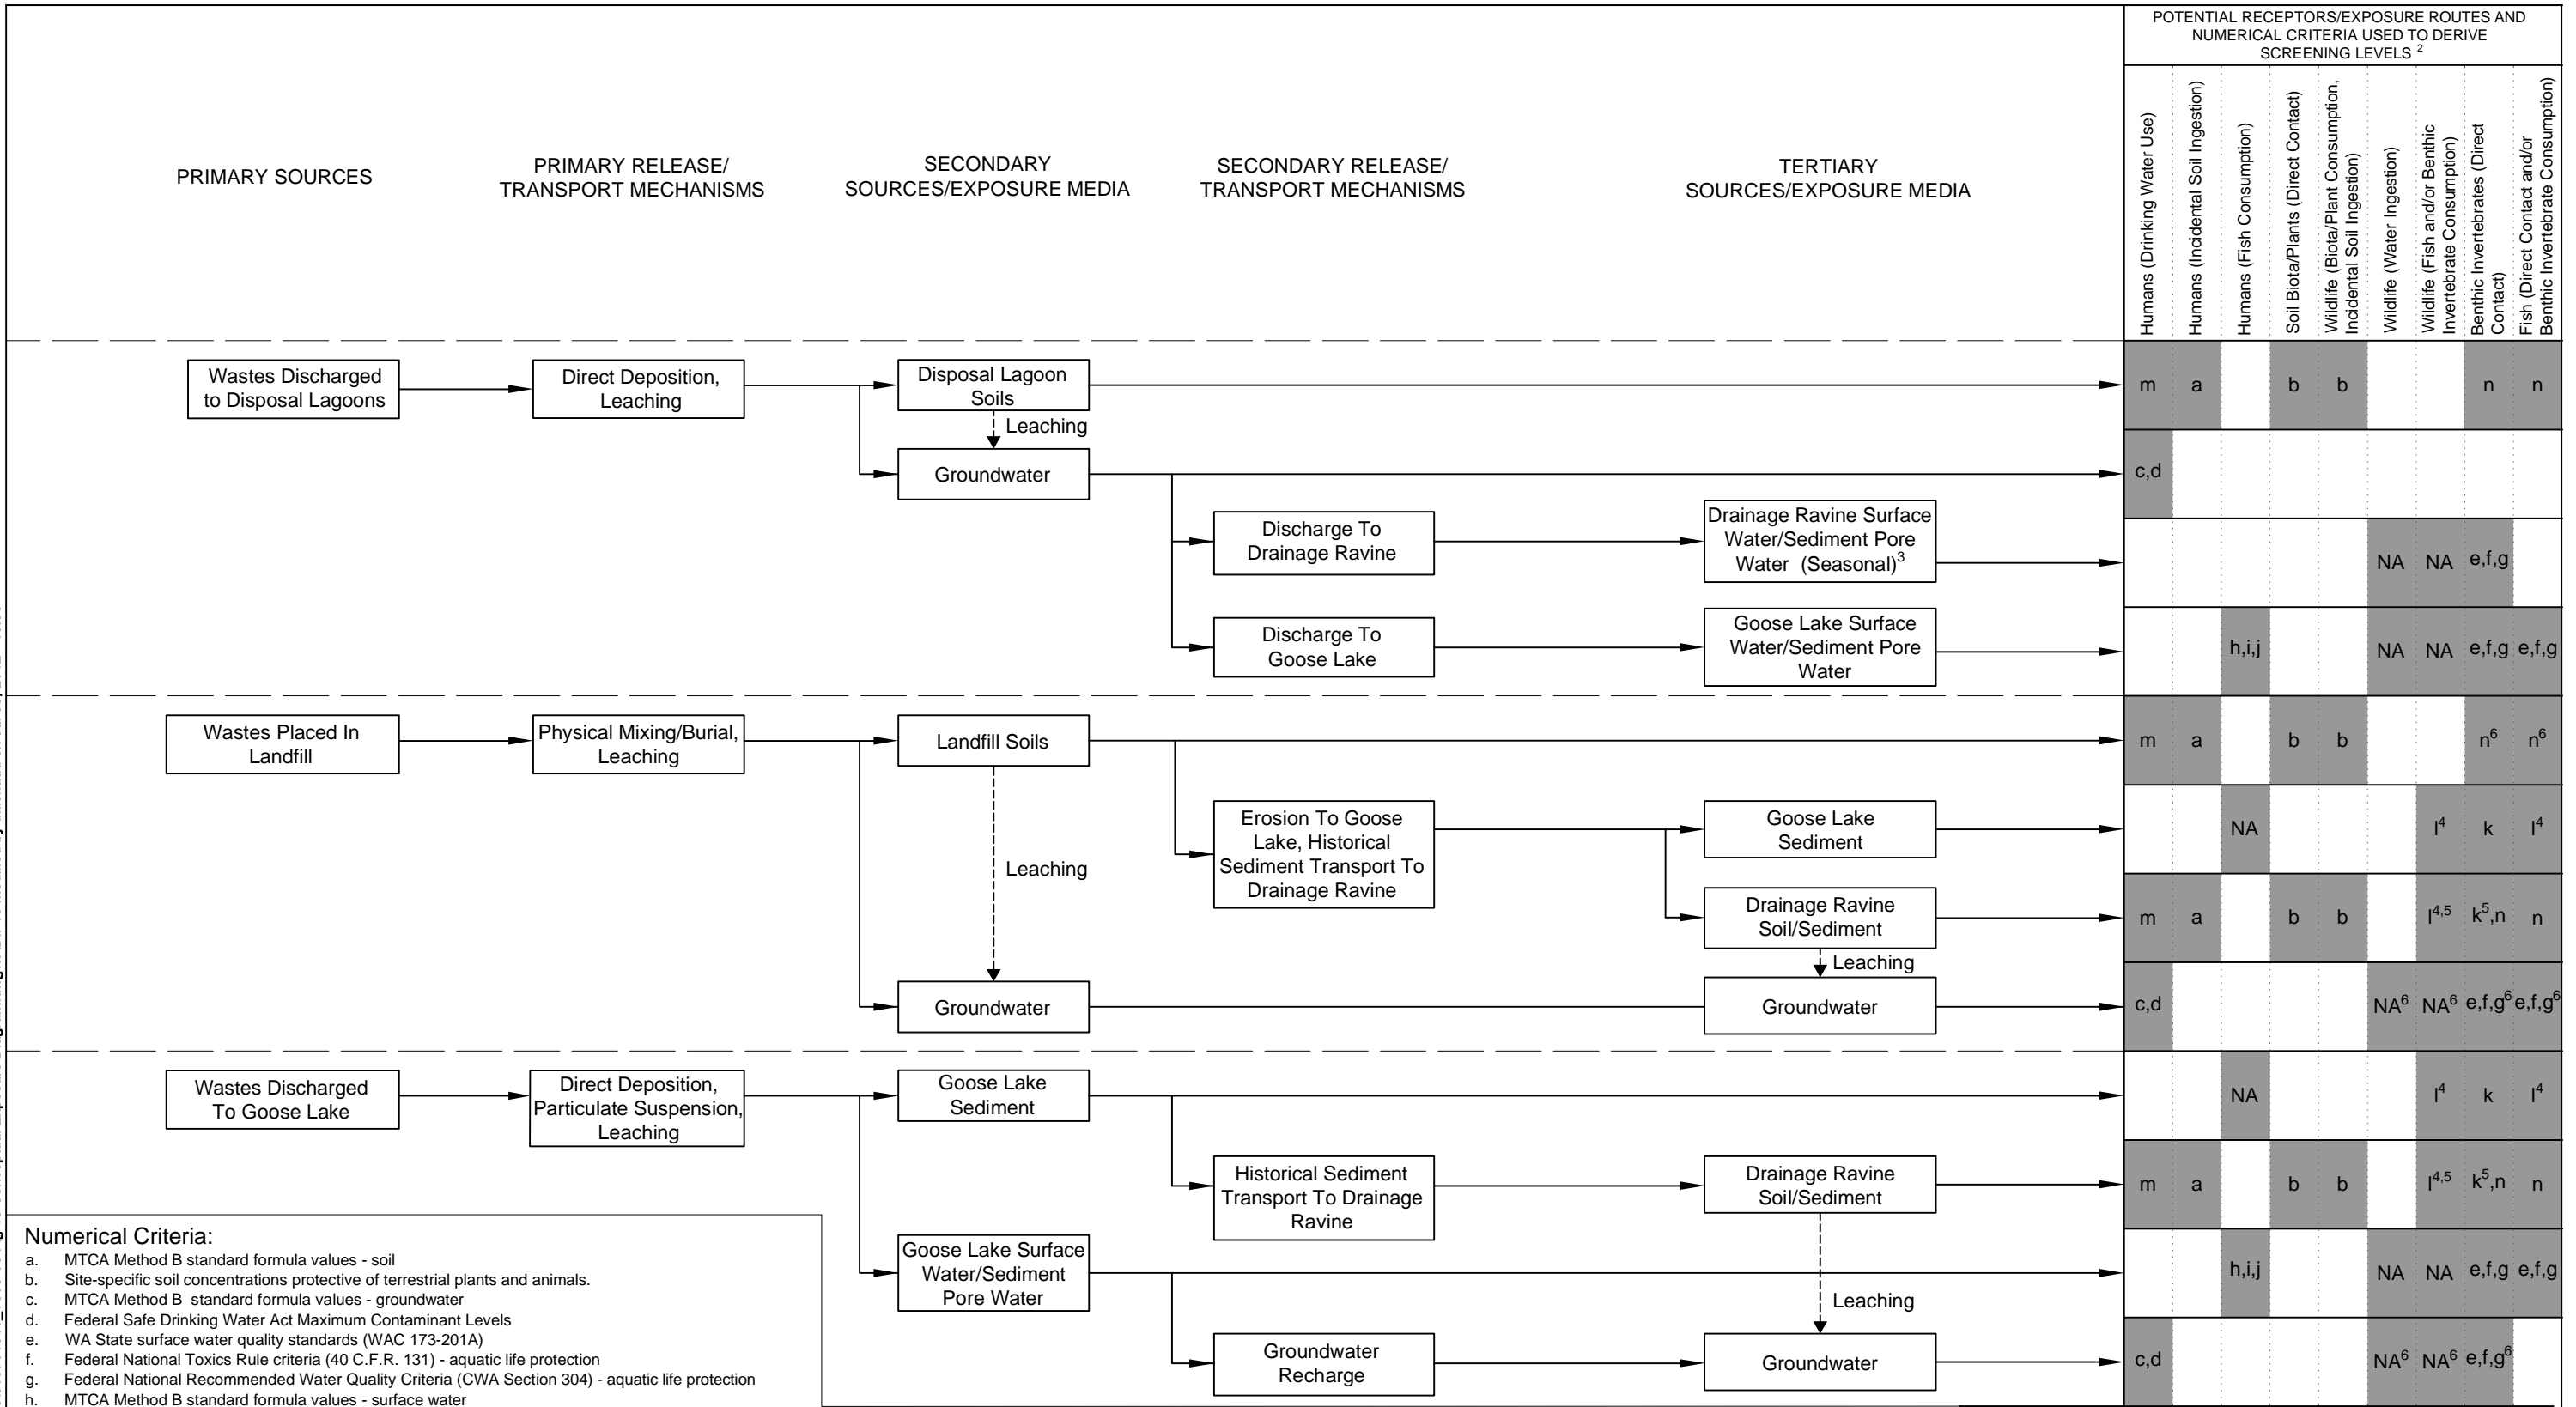 POTENTIAL RECEPTORS/EXPOSURE ROUTES AND
NUMERICAL CRITERIA USED TO DERIVE
SCREENING LEVELS 2
PRIMARY SOURCES
PRIMARY RELEASE/
TRANSPORT MECHANISMS
SECONDARY
SOURCES/EXPOSURE MEDIA
SECONDARY RELEASE/
TRANSPORT MECHANISMS
TERTIARY
SOURCES/EXPOSURE MEDIA
Humans (Drinking Water Use)
Humans (Incidental Soil Ingestion)
Humans (Fish Consumption)
Soil Biota/Plants (Direct Contact)
Wildlife (Biota/Plant Consumption,
Incidental Soil Ingestion)
Wildlife (Water Ingestion)
Wildlife (Fish and/or Benthic
Invertebrate Consumption)
Benthic Invertebrates (Direct
Contact)
Fish (Direct Contact and/or
Benthic Invertebrate Consumption)
Wastes Discharged
to Disposal Lagoons
Direct Deposition,
Leaching
Disposal Lagoon
Soils
m a b b n n
Leaching
Groundwater
c,d
Discharge To
Drainage Ravine
Drainage Ravine Surface
Water/Sediment Pore
Water (Seasonal)3
NA NA e,f,g
Discharge To
Goose Lake
Goose Lake Surface
Water/Sediment Pore
Water
h,i,j NA NA e,f,g e,f,g
Wastes Placed In
Landfill
Physical Mixing/Burial,
Leaching
Landfill Soils
m a b b n6 n6
Leaching
Erosion To Goose
Lake, Historical
Sediment Transport To
Drainage Ravine
Goose Lake
Sediment
NA l4 k l4
Drainage Ravine
Soil/Sediment
m a b b l4,5 k5,n n
Leaching
Groundwater
Groundwater
c,d NA6 NA6 e,f,g6 e,f,g6
Wastes Discharged
To Goose Lake
Direct Deposition,
Particulate Suspension,
Leaching
Goose Lake
Sediment
NA l4 k l4
Historical Sediment
Transport To Drainage
Ravine
Drainage Ravine
Soil/Sediment
m a b b l4,5 k5,n n
Goose Lake Surface
Water/Sediment
Pore Water
h,i,j NA NA e,f,g e,f,g
Leaching
Groundwater
Recharge
Groundwater
c,d NA6 NA6 e,f,g6
Numerical Criteria:
a. MTCA Method B standard formula values - soil
b. Site-specific soil concentrations protective of terrestrial plants and animals.
c. MTCA Method B standard formula values - groundwater
d. Federal Safe Drinking Water Act Maximum Contaminant Levels
e. WA State surface water quality standards (WAC 173-201A)
f. Federal National Toxics Rule criteria (40 C.F.R. 131) - aquatic life protection
g. Federal National Recommended Water Quality Criteria (CWA Section 304) - aquatic life protection
h. MTCA Method B standard formula values - surface water